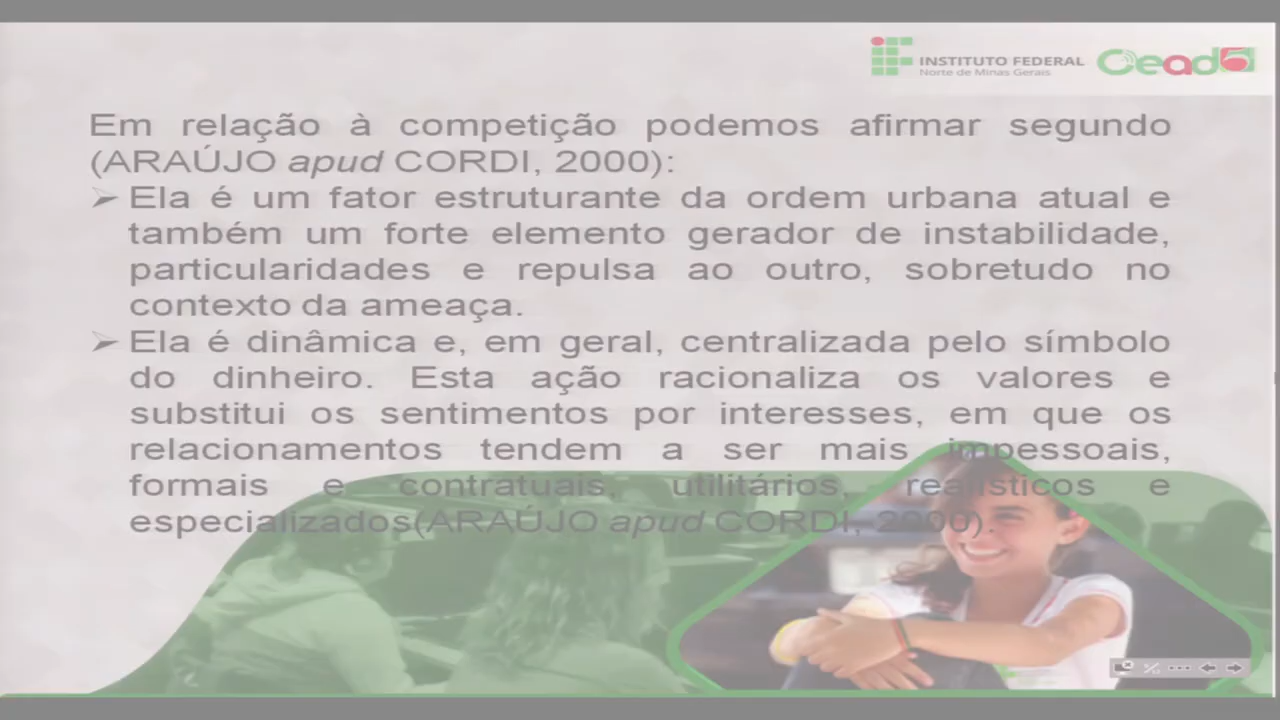 INSTITUTO FEDERAL
Norte de Minas Gerais
Cead
Em relação à competição podemos afirmar segundo
(ARAÚJO apud CORDI, 2000):
➢ Ela é um fator estruturante da ordem urbana atual e
também um forte elemento gerador de instabilidade,
particularidades e repulsa ao outro, sobretudo no
contexto da ameaça.
➢ Ela é dinâmica e, em geral, centralizada pelo símbolo
do dinheiro. Esta ação racionaliza os valores e
substitui os sentimentos por interesses, em que os
relacionamentos tendem a ser mais impessoais,
formais e contratuais, utilitários, realísticos e
especializados(ARAÚJO apud CORDI, 2000).